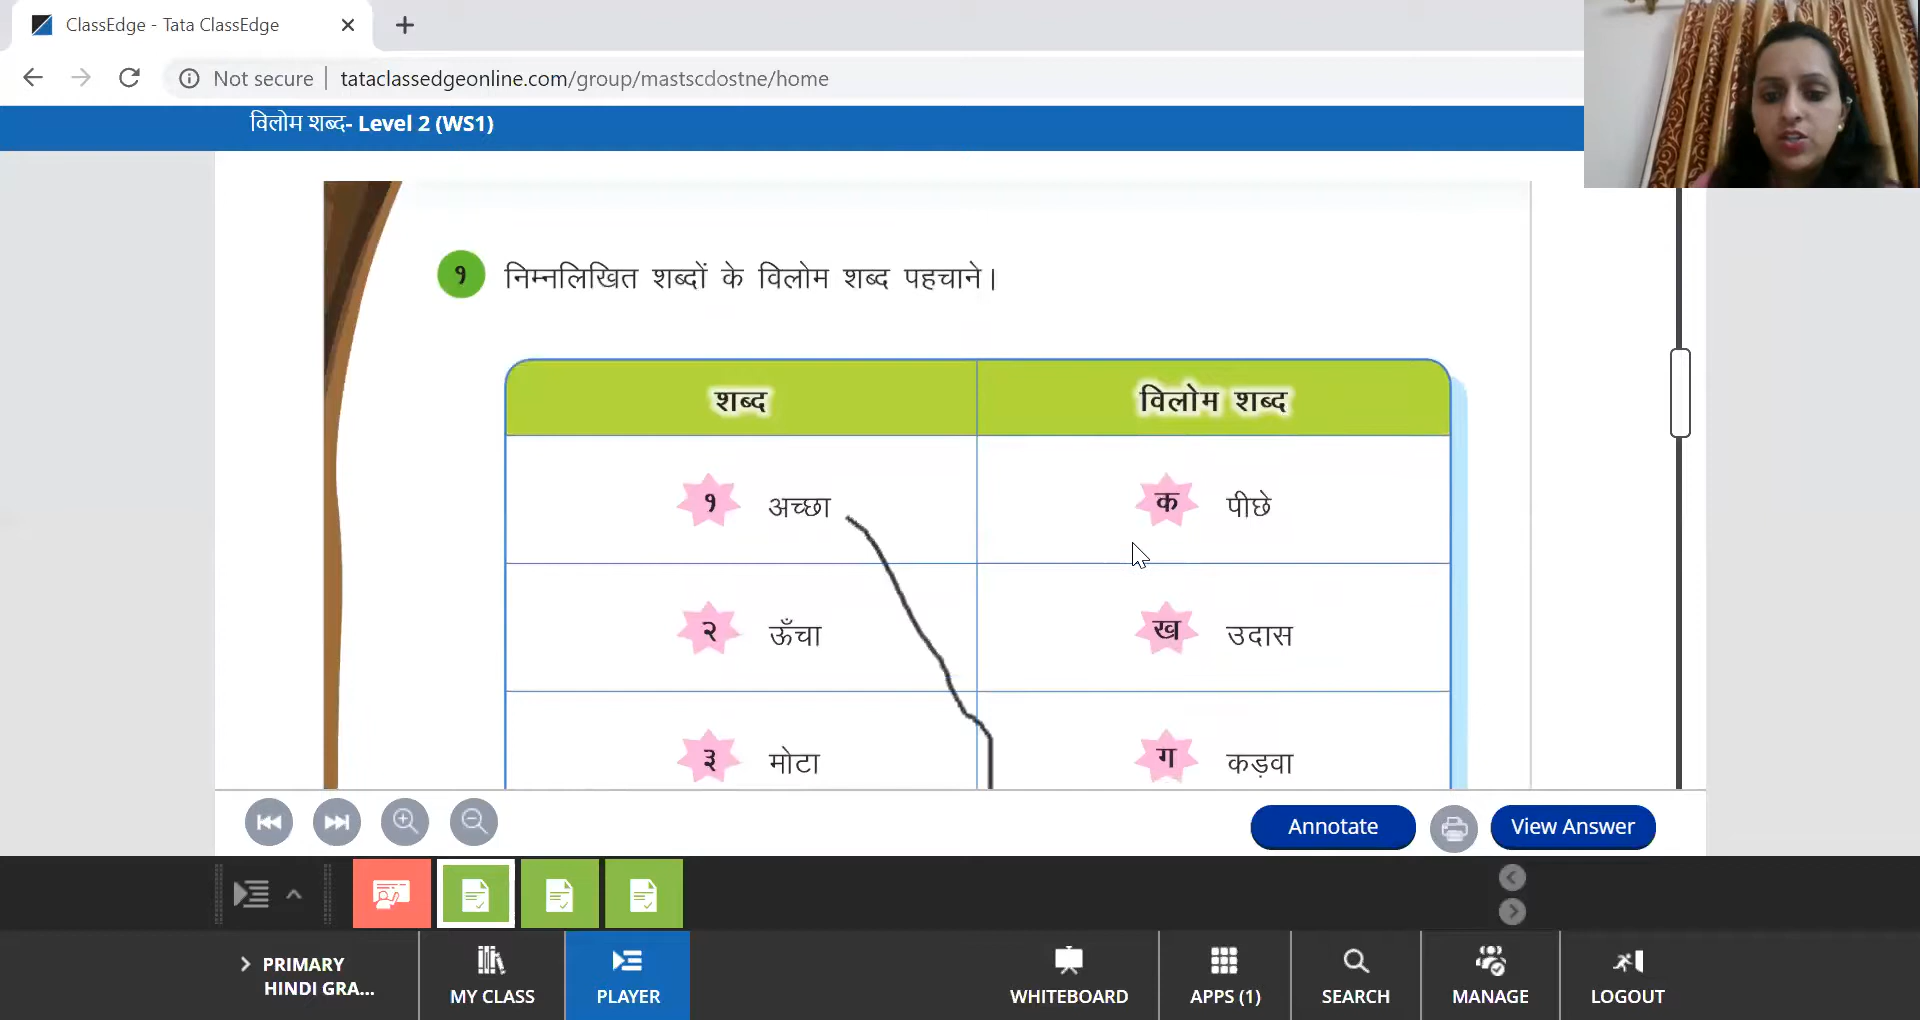 ClassEdge - Tata ClassEdge
Not secure
tataclassedgeonline.com/group/mastscdostne/home
विलोम शब्द- Level 2 (WS1)
१ निम्नलिखित शब्दों के विलोम शब्द पहचाने।
शब्द विलोम शब्द
१ अच्छा क पीछे
२ ऊँचा ख उदास
३ मोटा ग कड़वा
Annotate View Answer
PRIMARY
HINDI GRA...
MY CLASS PLAYER WHITEBOARD APPS (1) SEARCH MANAGE LOGOUT